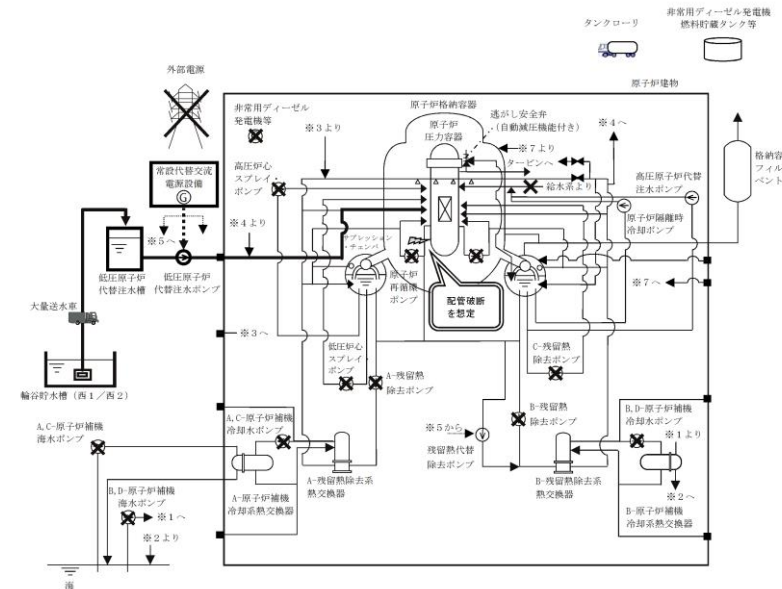 非常用ディーゼル発電機
燃料貯蔵タンク等
タンクローリ
外部電源
原子炉建物
非常用ディーゼル
発電機等
※3より
原子炉格納容器
原子炉
圧力容器
逃がし安全弁
(自動減圧機能付き)
※4へ
※7より
タービンへ
格納容
フィル
ベント
常設代替交流
電源設備
G
高圧炉心
スプレイ
ポンプ
給水系より
高圧原子炉代替
注水ポンプ
原子炉隔離時
冷却ポンプ
※5へ
※4より
サプレッション
・チェンバ
低圧原子炉
代替注水槽
低圧原子炉
代替注水ポンプ
原子炉
再循環
ポンプ
配管破断
を想定
※7へ
大量送水車
※3へ
低圧炉心
スプレイ
ポンプ
A-残留熱
除去ポンプ
C-残留熱
除去ポンプ
輪谷貯水槽(西1/西2)
A,C-原子炉補機
海水ポンプ
A,C-原子炉補機
冷却水ポンプ
※5から
残留熱代替
除去ポンプ
B-残留熱
除去ポンプ
B,D-原子炉補機
冷却水ポンプ
※1より
B,D-原子炉補機
海水ポンプ
※1へ
※2より
A-原子炉補機
冷却系熱交換器
A-残留熱除去系
熱交換器
B-残留熱除去系
熱交換器
※2へ
B-原子炉補機
冷却系熱交換器
海